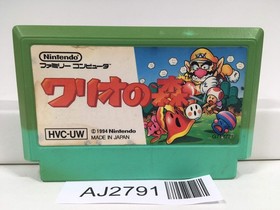 Nintendo
ファミリーコンピュータ
ワリオの森
HVC-UW
© 1994 Nintendo
MADE IN JAPAN
AJ2791